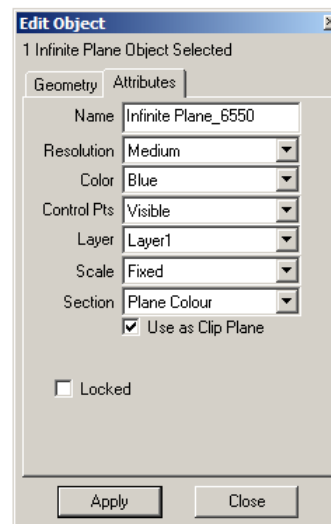 Edit Object
1 Infinite Plane Object Selected
Geometry Attributes
Name Infinite Plane_6550
Resolution Medium
Color Blue
Control Pts Visible
Layer Layer1
Scale Fixed
Section Plane Colour
Use as Clip Plane
Locked
Apply Close